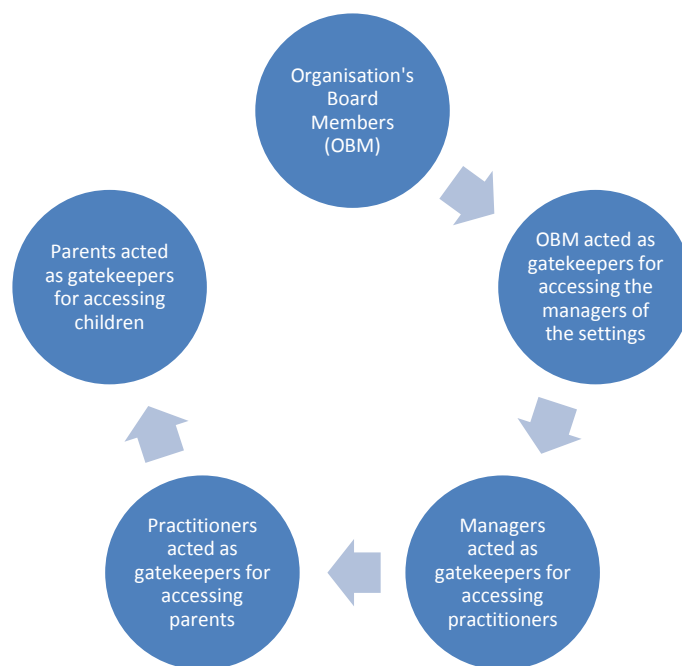 Organisation's
Board
Members
(OBM)
OBM acted as
gatekeepers for
accessing the
managers of
the settings
Managers
acted as
gatekeepers for
accessing
practitioners
Practitioners
acted as
gatekeepers for
accessing
parents
Parents acted
as gatekeepers
for accessing
children